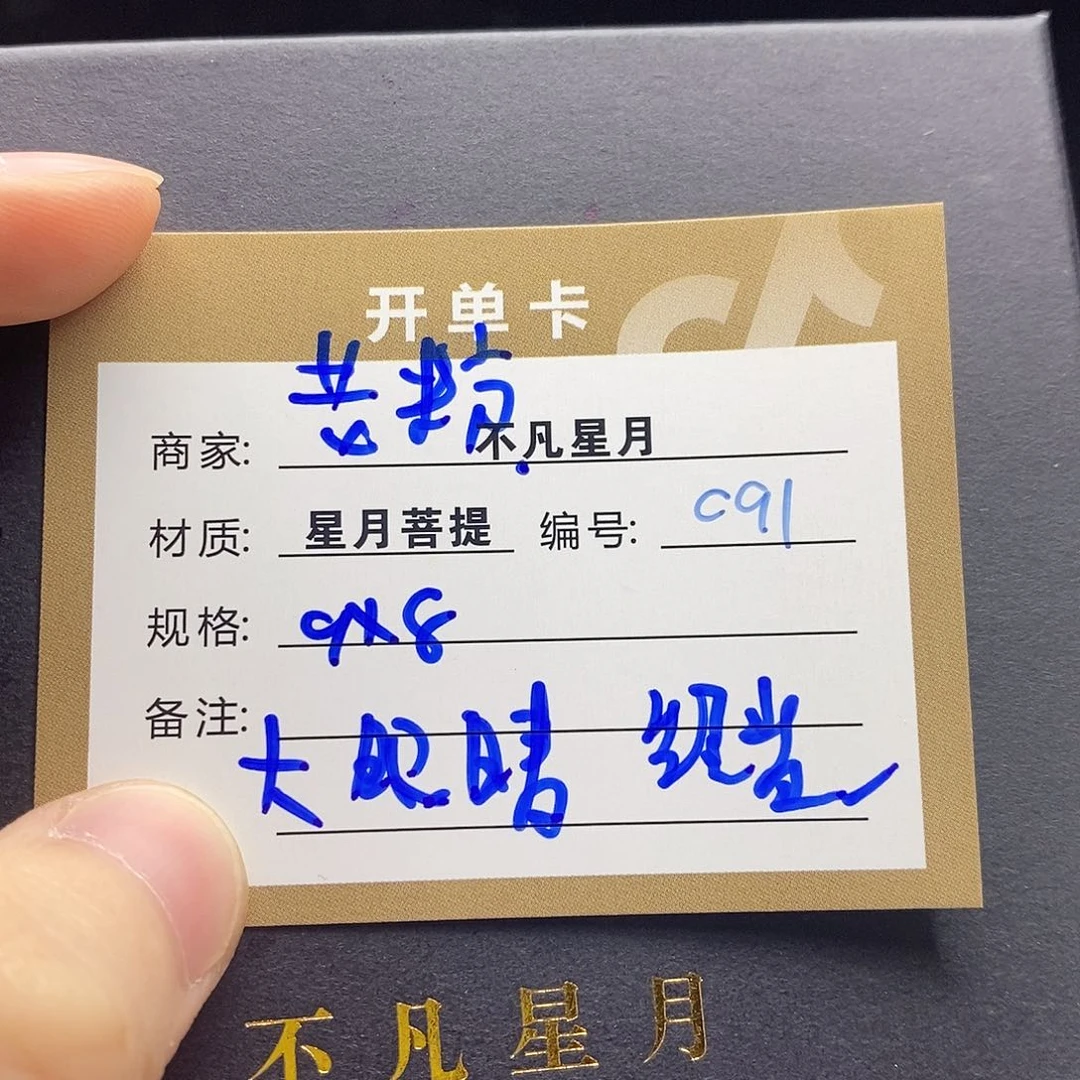 开单卡
商家: 不凡星月
材质: 星月菩提 编号: C91
规格: 9x8
备注:
大眼睛
不凡星月